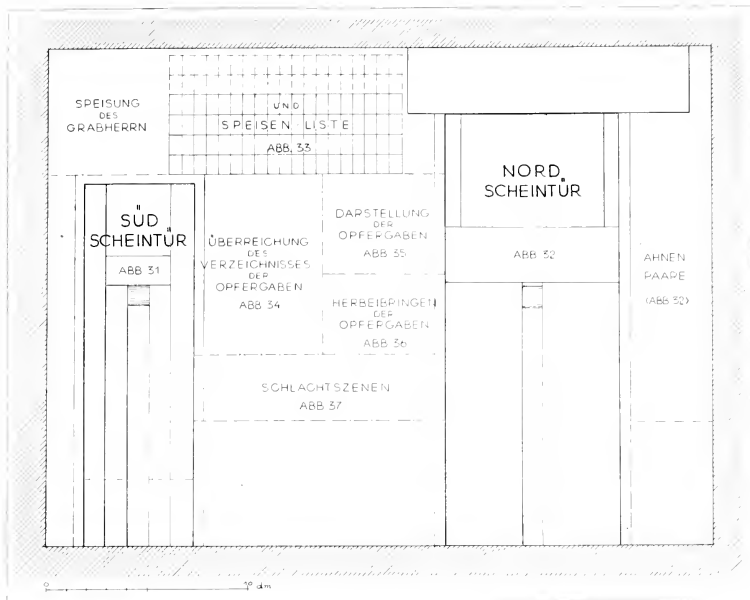 SPEISUNG
DES
GRABHERRN
UND
SPEISEN LISTE
ABB. 33
NORD
SCHEINTÜR
ABB 32
SÜD
SCHEINTÜR
ABB 31
ÜBERREICHUNG
DES
VERZEICHNISSES
DER
OPFERGABEN
ABB 34
DARSTELLUNG
DER
OPFERGABEN
ABB 35
HERBEIBRINGEN
DER
OPFERGABEN
ABB 36
AHNEN
PAARE
(ABB 32)
SCHLACHTSZENEN
ABB 37
0
10 dm